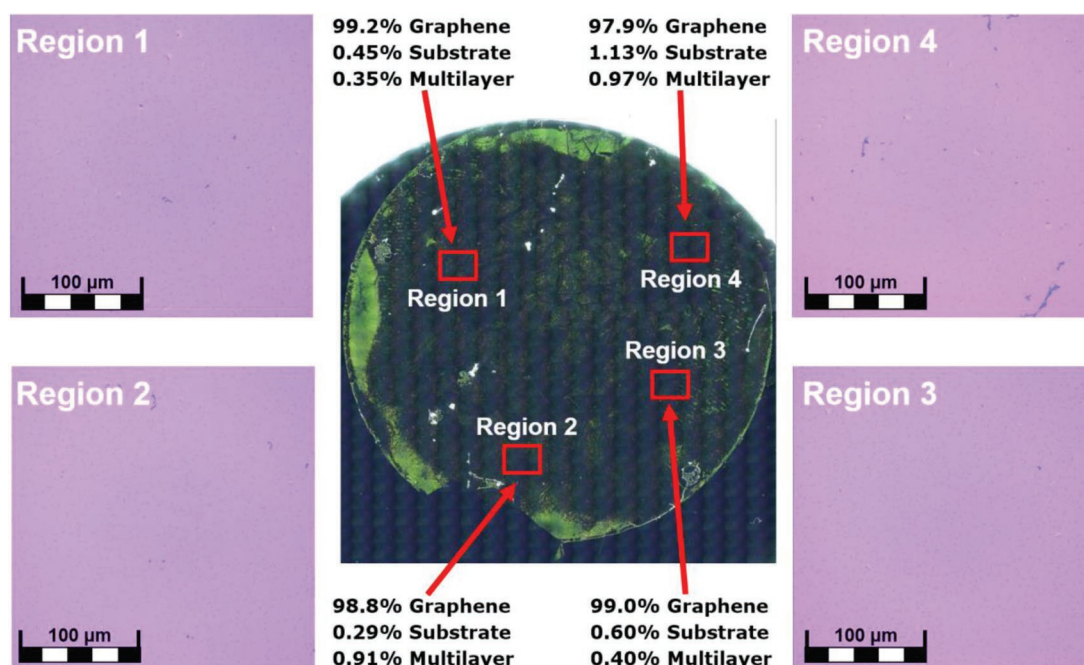 Region 1
100 µm
99.2% Graphene
0.45% Substrate
0.35% Multilayer
97.9% Graphene
1.13% Substrate
0.97% Multilayer
Region 4
100 µm
Region 1
Region 4
Region 3
Region 2
Region 2
100 µm
98.8% Graphene
0.29% Substrate
0.91% Multilayer
99.0% Graphene
0.60% Substrate
0.40% Multilayer
Region 3
100 µm